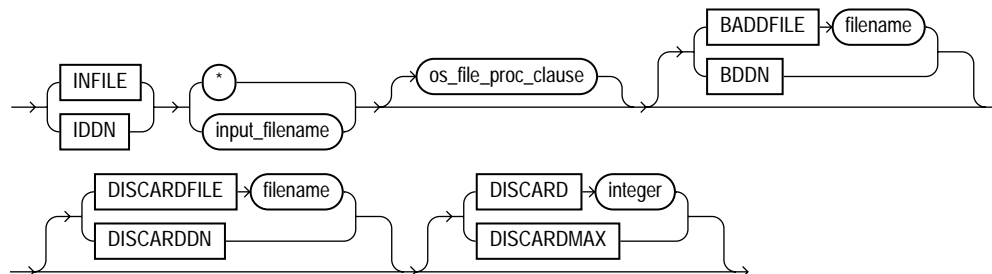 INFILE
IDDN
*
input_filename
os_file_proc_clause
BADDFILE
filename
BDDN
DISCARDFILE
filename
DISCARDDN
DISCARD
integer
DISCARDMAX